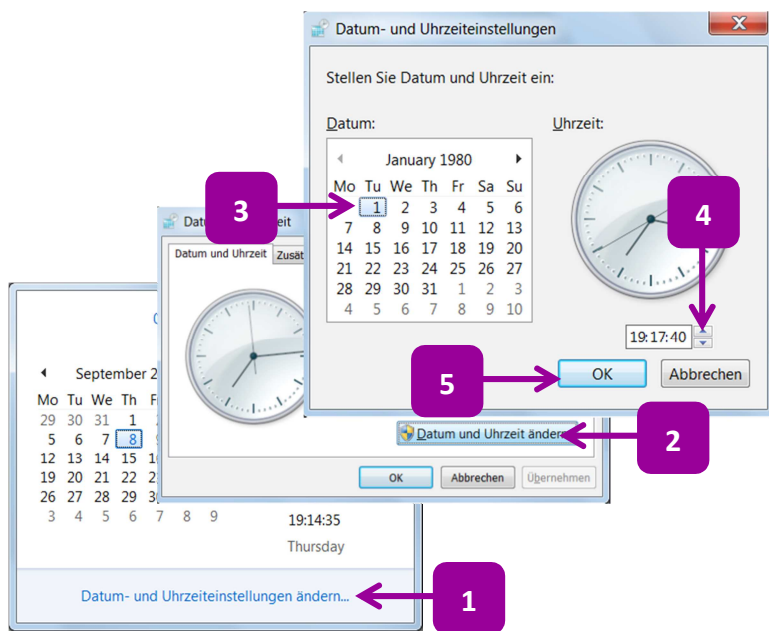 Datum- und Uhrzeiteinstellungen
Stellen Sie Datum und Uhrzeit ein:
Datum:
Uhrzeit:
January 1980
Mo Tu We Th Fr Sa Su
1 2 3 4 5 6
7 8 9 10 11 12 13
14 15 16 17 18 19 20
21 22 23 24 25 26 27
28 29 30 31 1 2 3
4 5 6 7 8 9 10
19:17:40
OK Abbrechen
3
4
5
Datum und Uhrzeit
Datum und Uhrzeit ändern
2
OK Abbrechen Übernehmen
September 2
Mo Tu We Th
29 30 31 1
5 6 7 8
12 13 14 15
19 20 21 22
26 27 28 29
3 4 5 6 7 8 9
19:14:35
Thursday
Datum- und Uhrzeiteinstellungen ändern...
1